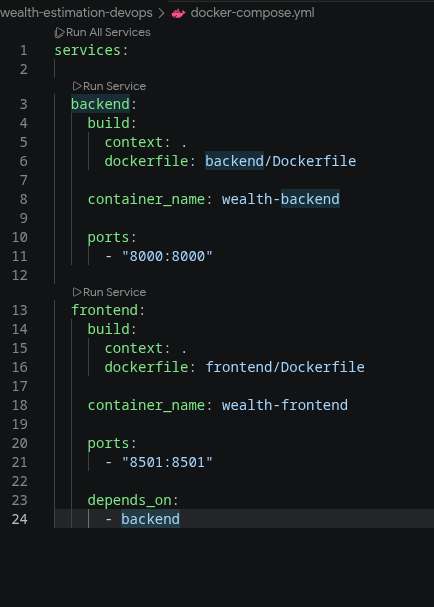 wealth-estimation-devops > docker-compose.yml
Run All Services
1 services:
2
Run Service
3 backend:
4 build:
5 context: .
6 dockerfile: backend/Dockerfile
7
8 container_name: wealth-backend
9
10 ports:
11 - "8000:8000"
12
Run Service
13 frontend:
14 build:
15 context: .
16 dockerfile: frontend/Dockerfile
17
18 container_name: wealth-frontend
19
20 ports:
21 - "8501:8501"
22
23 depends_on:
24 - backend